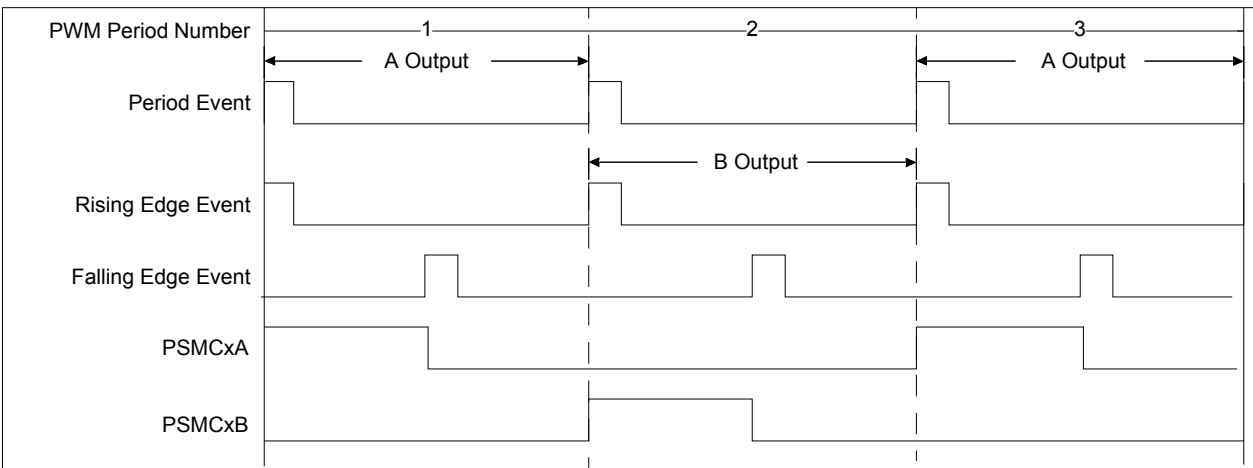 PWM Period Number
1
2
3
A Output
A Output
Period Event
B Output
Rising Edge Event
Falling Edge Event
PSMCxA
PSMCxB